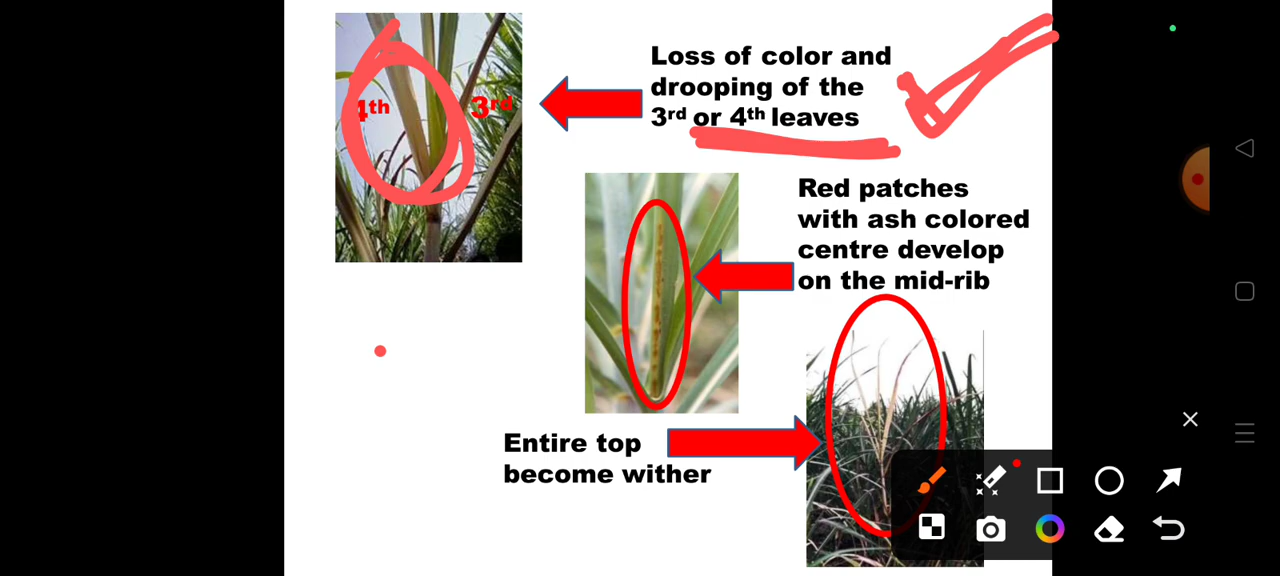 4th
3rd
Loss of color and
drooping of the
3rd or 4th leaves
Red patches
with ash colored
centre develop
on the mid-rib
Entire top
become wither